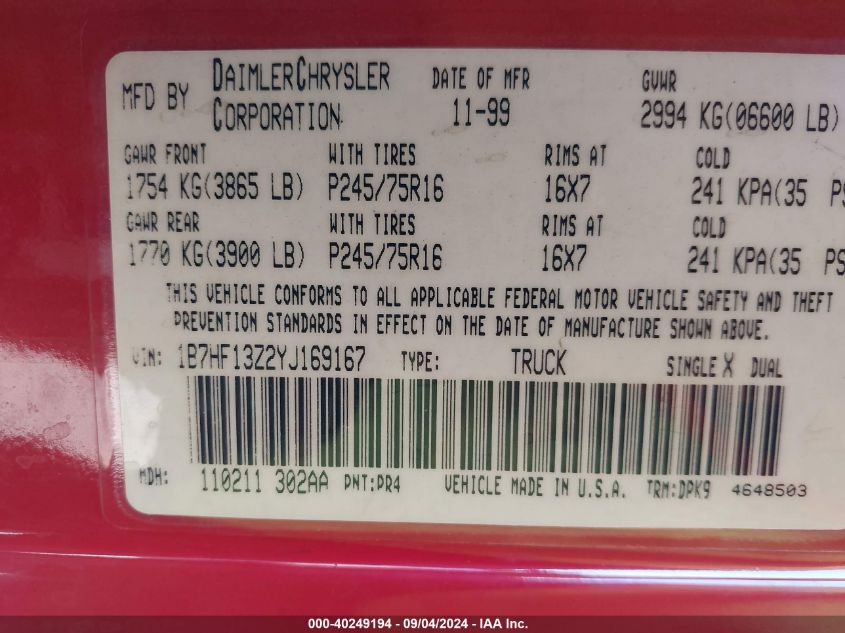 MFD BY DAIMLERCHRYSLER CORPORATION DATE OF MFR 11-99 GVWR 2994 KG(06600 LB)
GAWR FRONT WITH TIRES RIMS AT COLD
1754 KG(3865 LB) P245/75R16 16X7 241 KPA(35 PS
GAWR REAR WITH TIRES RIMS AT COLD
1770 KG(3900 LB) P245/75R16 16X7 241 KPA(35 PS
THIS VEHICLE CONFORMS TO ALL APPLICABLE FEDERAL MOTOR VEHICLE SAFETY AND THEFT
PREVENTION STANDARDS IN EFFECT ON THE DATE OF MANUFACTURE SHOWN ABOVE.
VIN: 1B7HF13Z2YJ169167 TYPE: TRUCK SINGLE X DUAL
MDH: 110211 302AA PNT:PR4 VEHICLE MADE IN U.S.A. TRM:DPK9 4648503
000-40249194 - 09/04/2024 - IAA Inc.